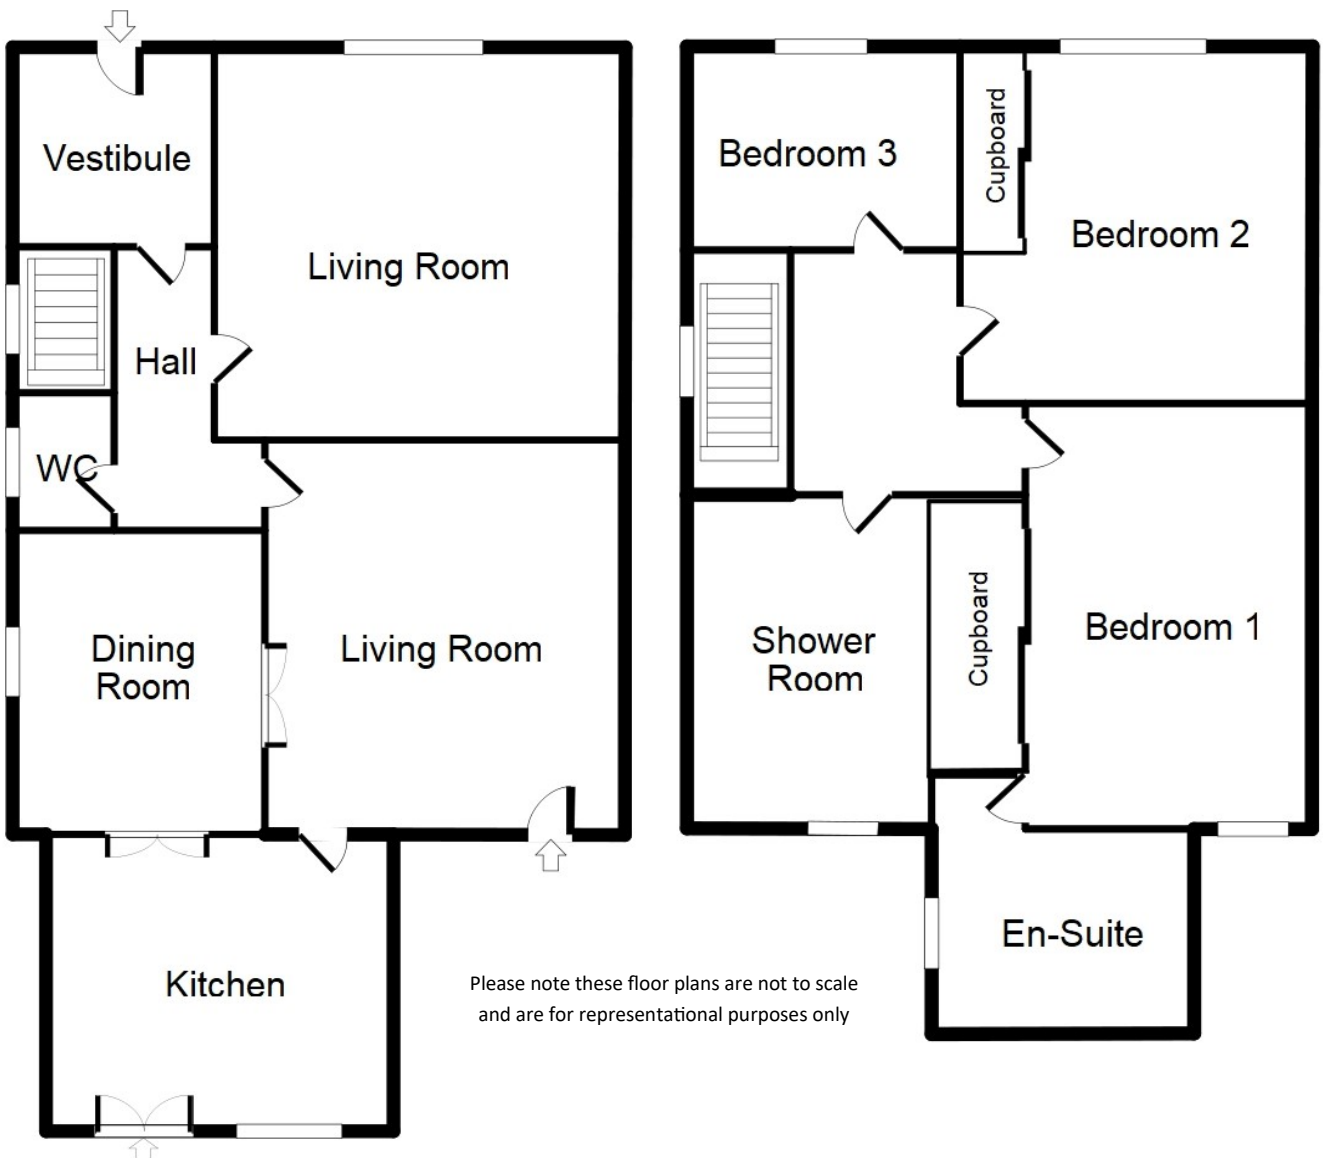 Vestibule
Living Room
Hall
WC
Dining
Room
Living Room
Kitchen
Bedroom 3
Cupboard
Bedroom 2
Shower
Room
Cupboard
Bedroom 1
En-Suite
Please note these floor plans are not to scale
and are for representational purposes only